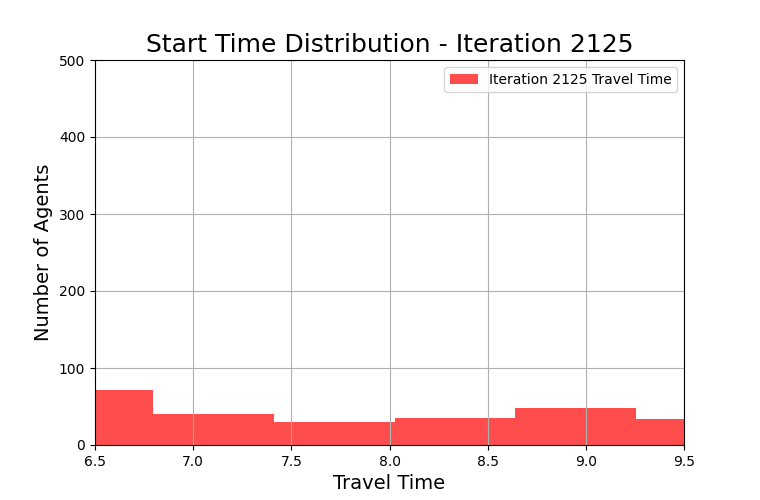 Start Time Distribution - Iteration 2125
500
Iteration 2125 Travel Time
400
300
200
100
0
Number of Agents
6.5 7.0 7.5 8.0 8.5 9.0 9.5
Travel Time